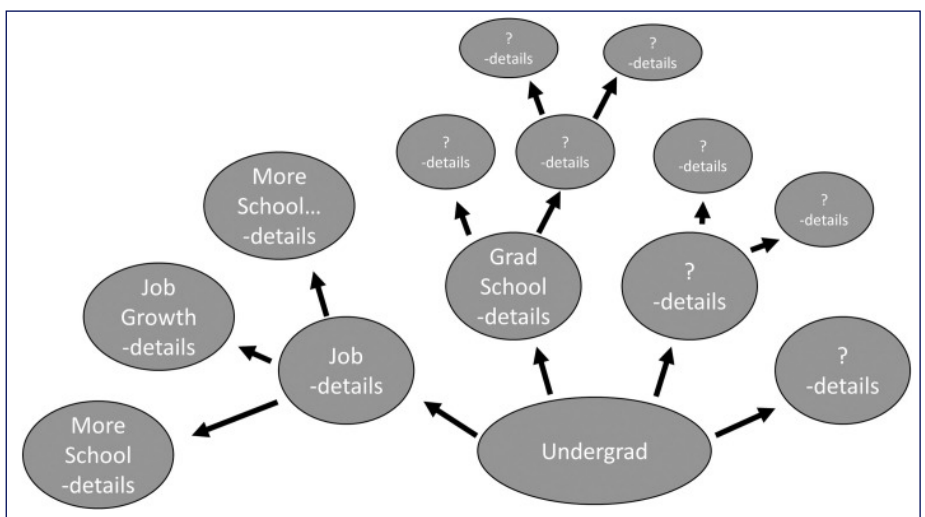 ?
-details
?
-details
?
-details
?
-details
?
-details
More
School...
-details
?
-details
Grad
School
-details
?
-details
Job
Growth
-details
Job
-details
?
-details
More
School
-details
Undergrad